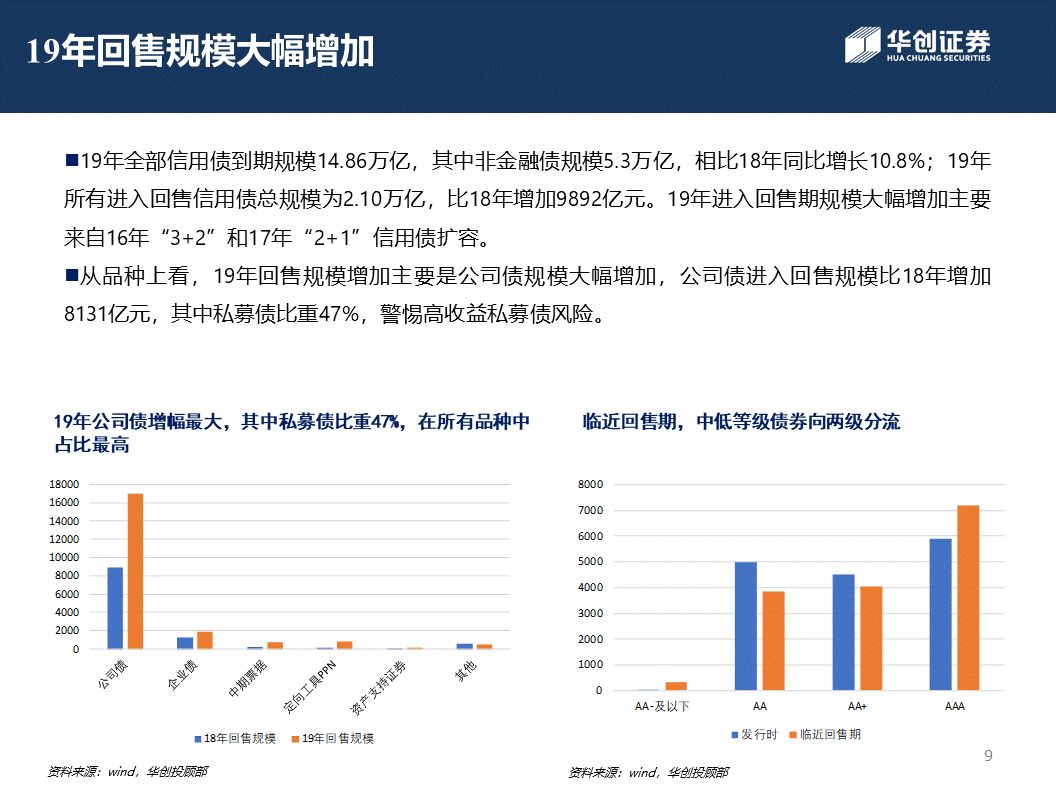 19年回售规模大幅增加
华创证券
HUA CHUANG SECURITIES
■19年全部信用债到期规模14.86万亿，其中非金融债规模5.3万亿，相比18年同比增长10.8%；19年
所有进入回售信用债总规模为2.10万亿，比18年增加9892亿元。19年进入回售期规模大幅增加主要
来自16年“3+2”和17年“2+1”信用债扩容。
■从品种上看，19年回售规模增加主要是公司债规模大幅增加，公司债进入回售规模比18年增加
8131亿元，其中私募债比重47%，警惕高收益私募债风险。
19年公司债增幅最大，其中私募债比重47%，在所有品种中
占比最高
18000
16000
14000
12000
10000
8000
6000
4000
2000
0
公司债
企业债
中期票据
定向工具PPN
资产支持证券
其他
18年回售规模
19年回售规模
资料来源：wind，华创投顾部
临近回售期，中低等级债券向两级分流
8000
7000
6000
5000
4000
3000
2000
1000
0
AA-及以下
AA
AA+
AAA
发行时
临近回售期
资料来源：wind，华创投顾部
9